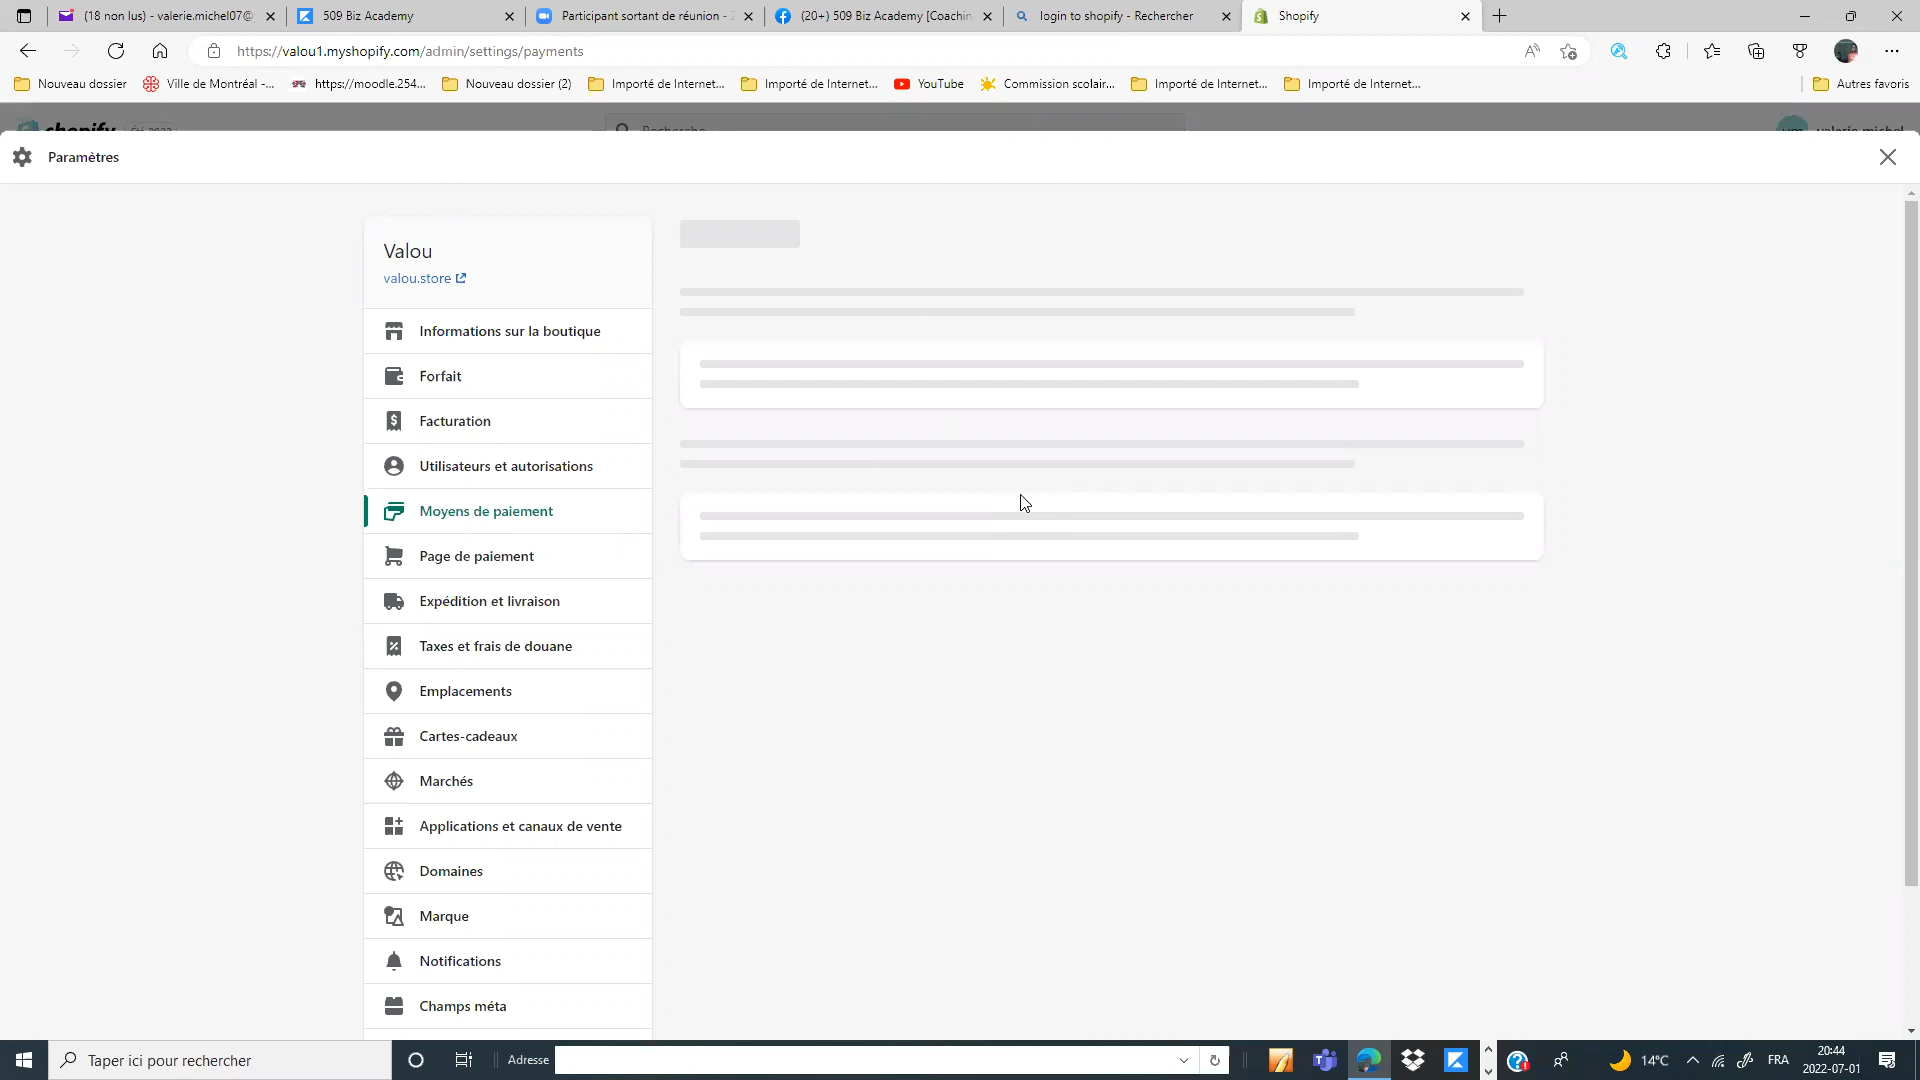 (18 non lus) - valerie.michel07@
509 Biz Academy
Participant sortant de réunion - Z
(20+) 509 Biz Academy [Coachin
login to shopify - Rechercher
Shopify
https://valou1.myshopify.com/admin/settings/payments
Nouveau dossier
Ville de Montréal -...
https://moodle.254...
Nouveau dossier (2)
Importé de Internet...
Importé de Internet...
YouTube
Commission scolair...
Importé de Internet...
Importé de Internet...
Autres favoris
shopify
Recherche
valerie michel
Paramètres
Valou
valou.store
Informations sur la boutique
Forfait
Facturation
Utilisateurs et autorisations
Moyens de paiement
Page de paiement
Expédition et livraison
Taxes et frais de douane
Emplacements
Cartes-cadeaux
Marchés
Applications et canaux de vente
Domaines
Marque
Notifications
Champs méta
Taper ici pour rechercher
Adresse
14°C
FRA
20:44
2022-07-01